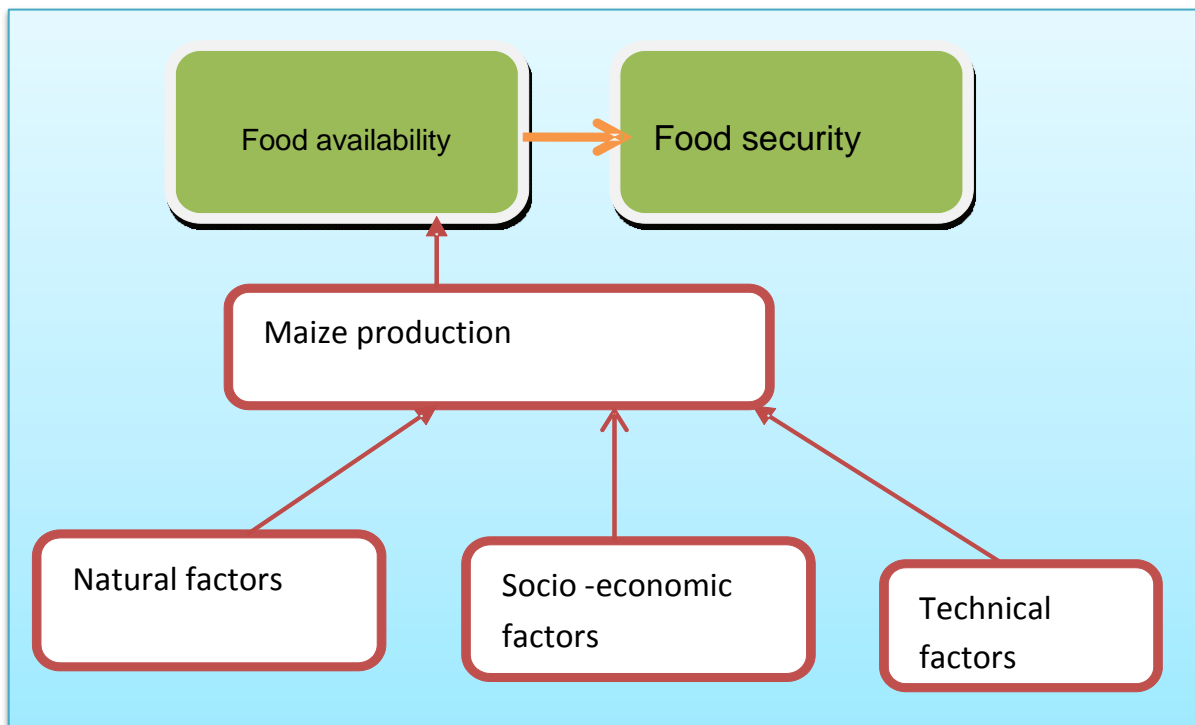 Food availability
Food security
Maize production
Natural factors
Socio -economic
factors
Technical
factors